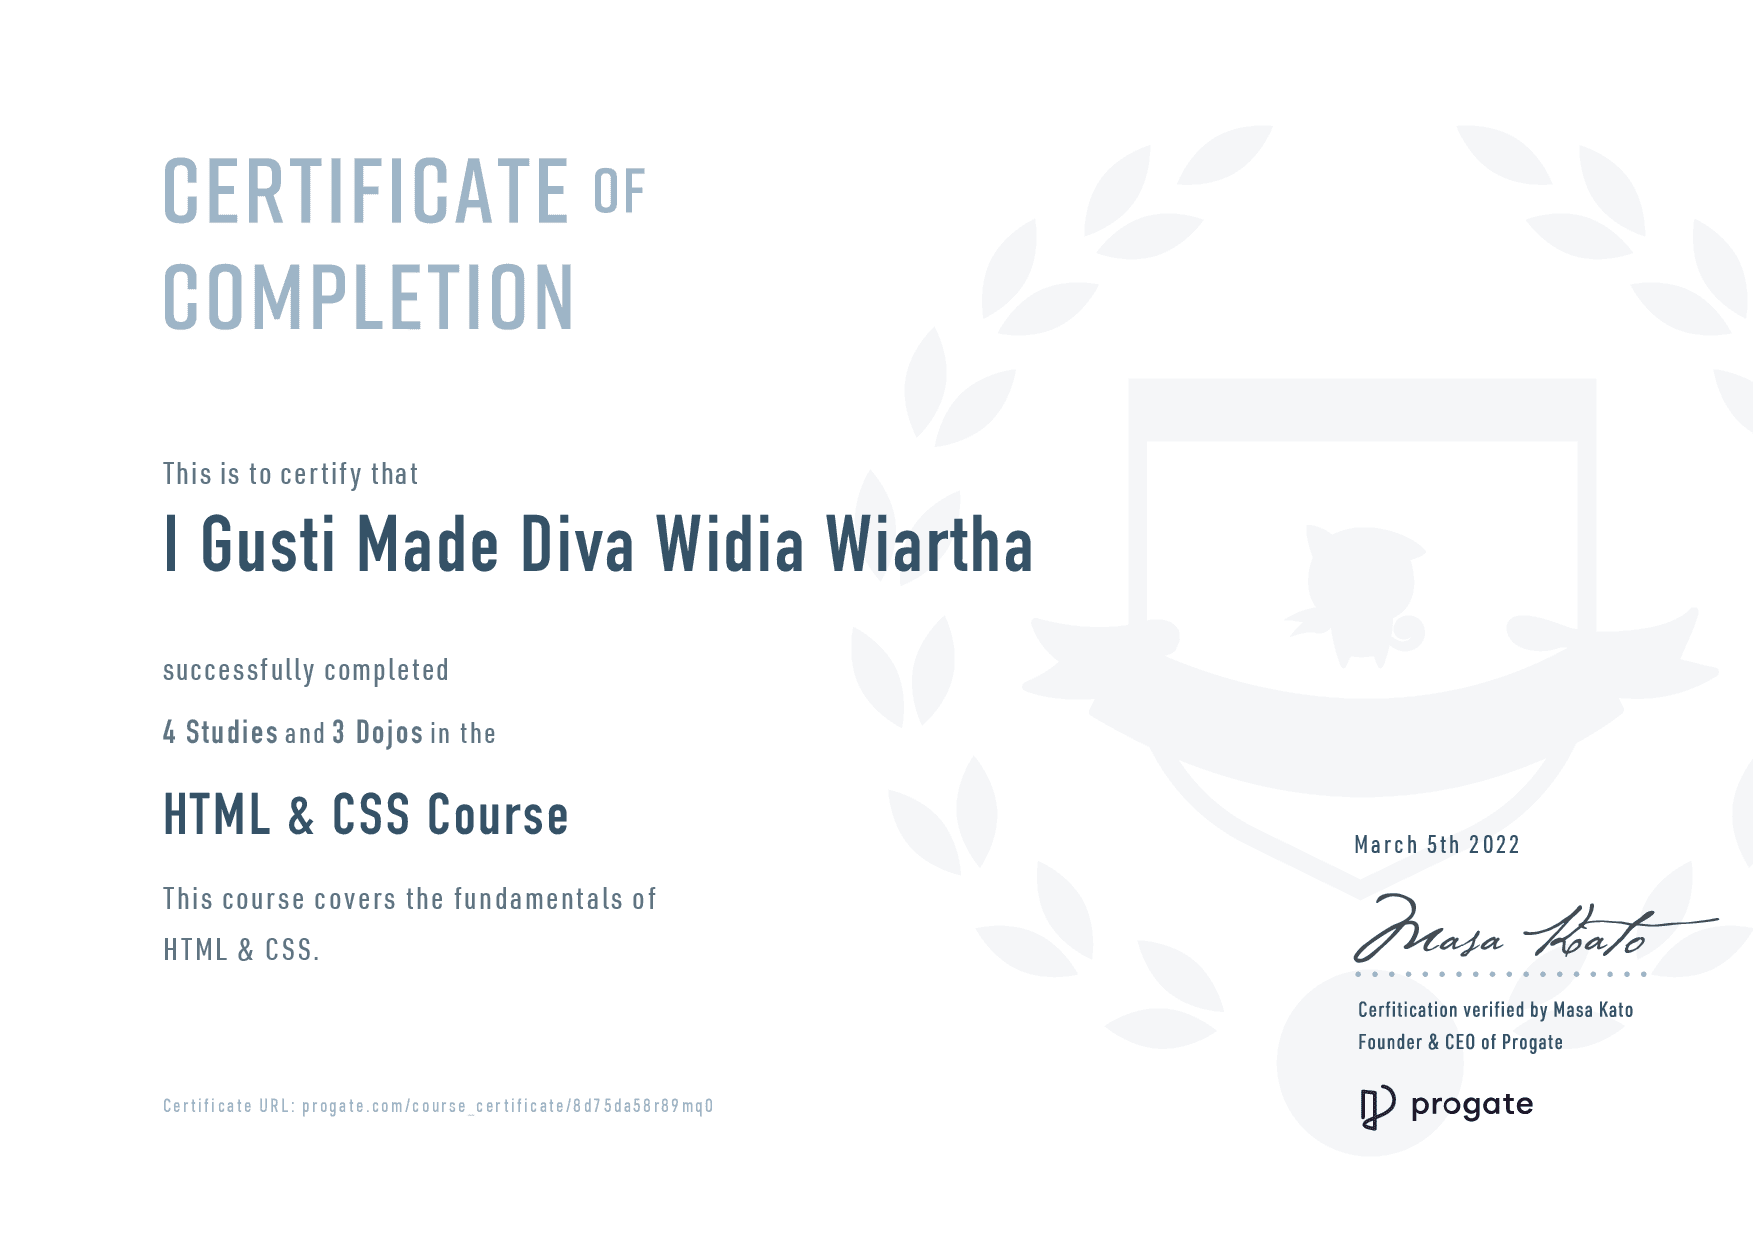 CERTIFICATE OF
COMPLETION
This is to certify that
I Gusti Made Diva Widia Wiartha
successfully completed
4 Studies and 3 Dojos in the
HTML & CSS Course
This course covers the fundamentals of
HTML & CSS.
March 5th 2022
Masa Kato
Cerfitication verified by Masa Kato
Founder & CEO of Progate
progate
Certificate URL: progate.com/course_certificate/8d75da58r89mq0